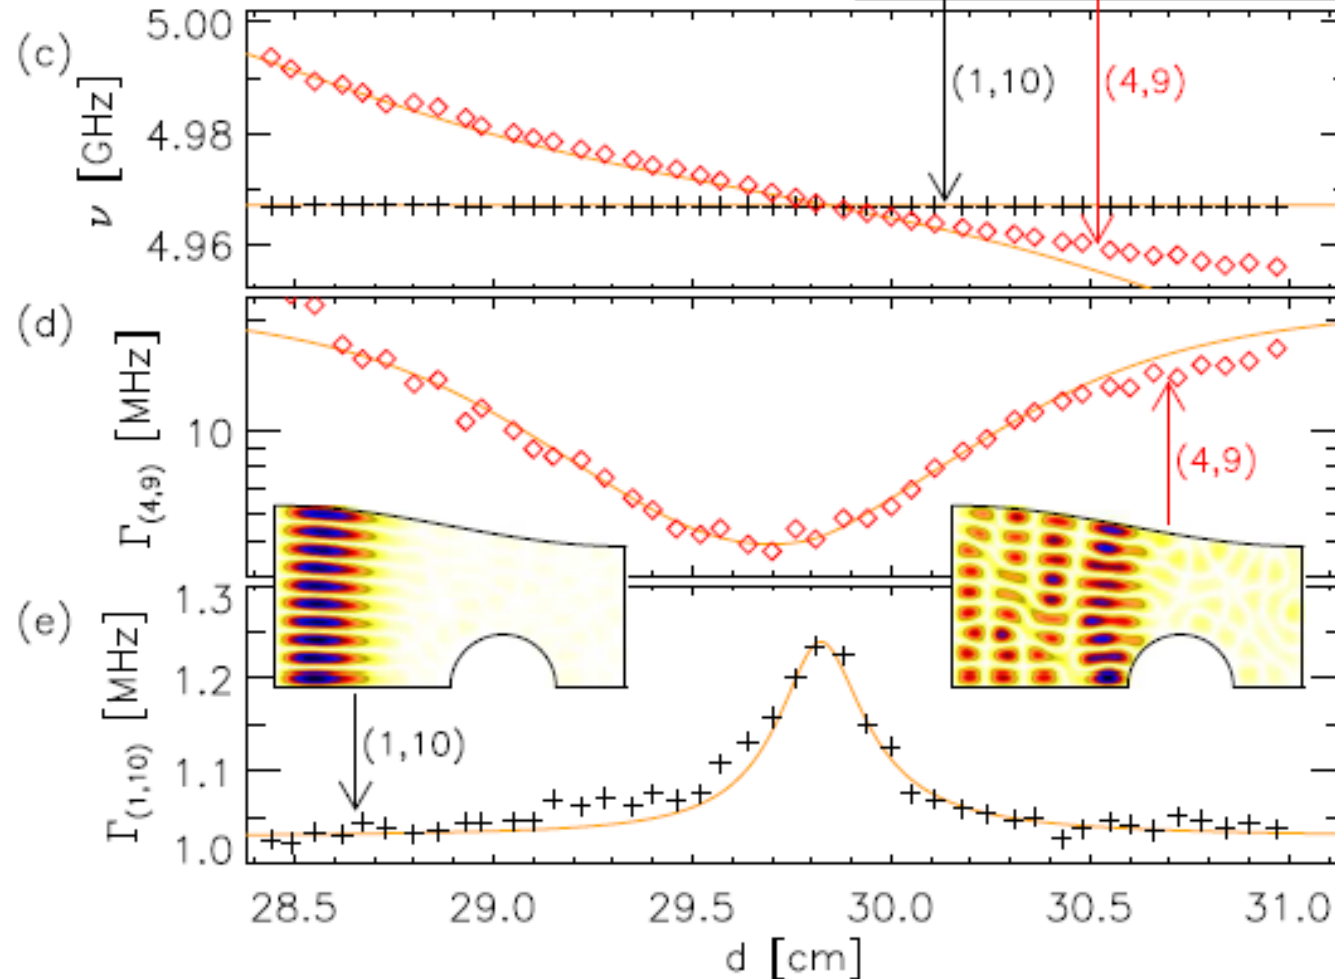 (c)
ν [GHz]
5.00
4.98
4.96
(1,10)
(4,9)
(d)
Γ(4,9) [MHz]
10
(4,9)
(e)
Γ(1,10) [MHz]
1.3
1.2
1.1
1.0
(1,10)
28.5 29.0 29.5 30.0 30.5 31.0
d [cm]